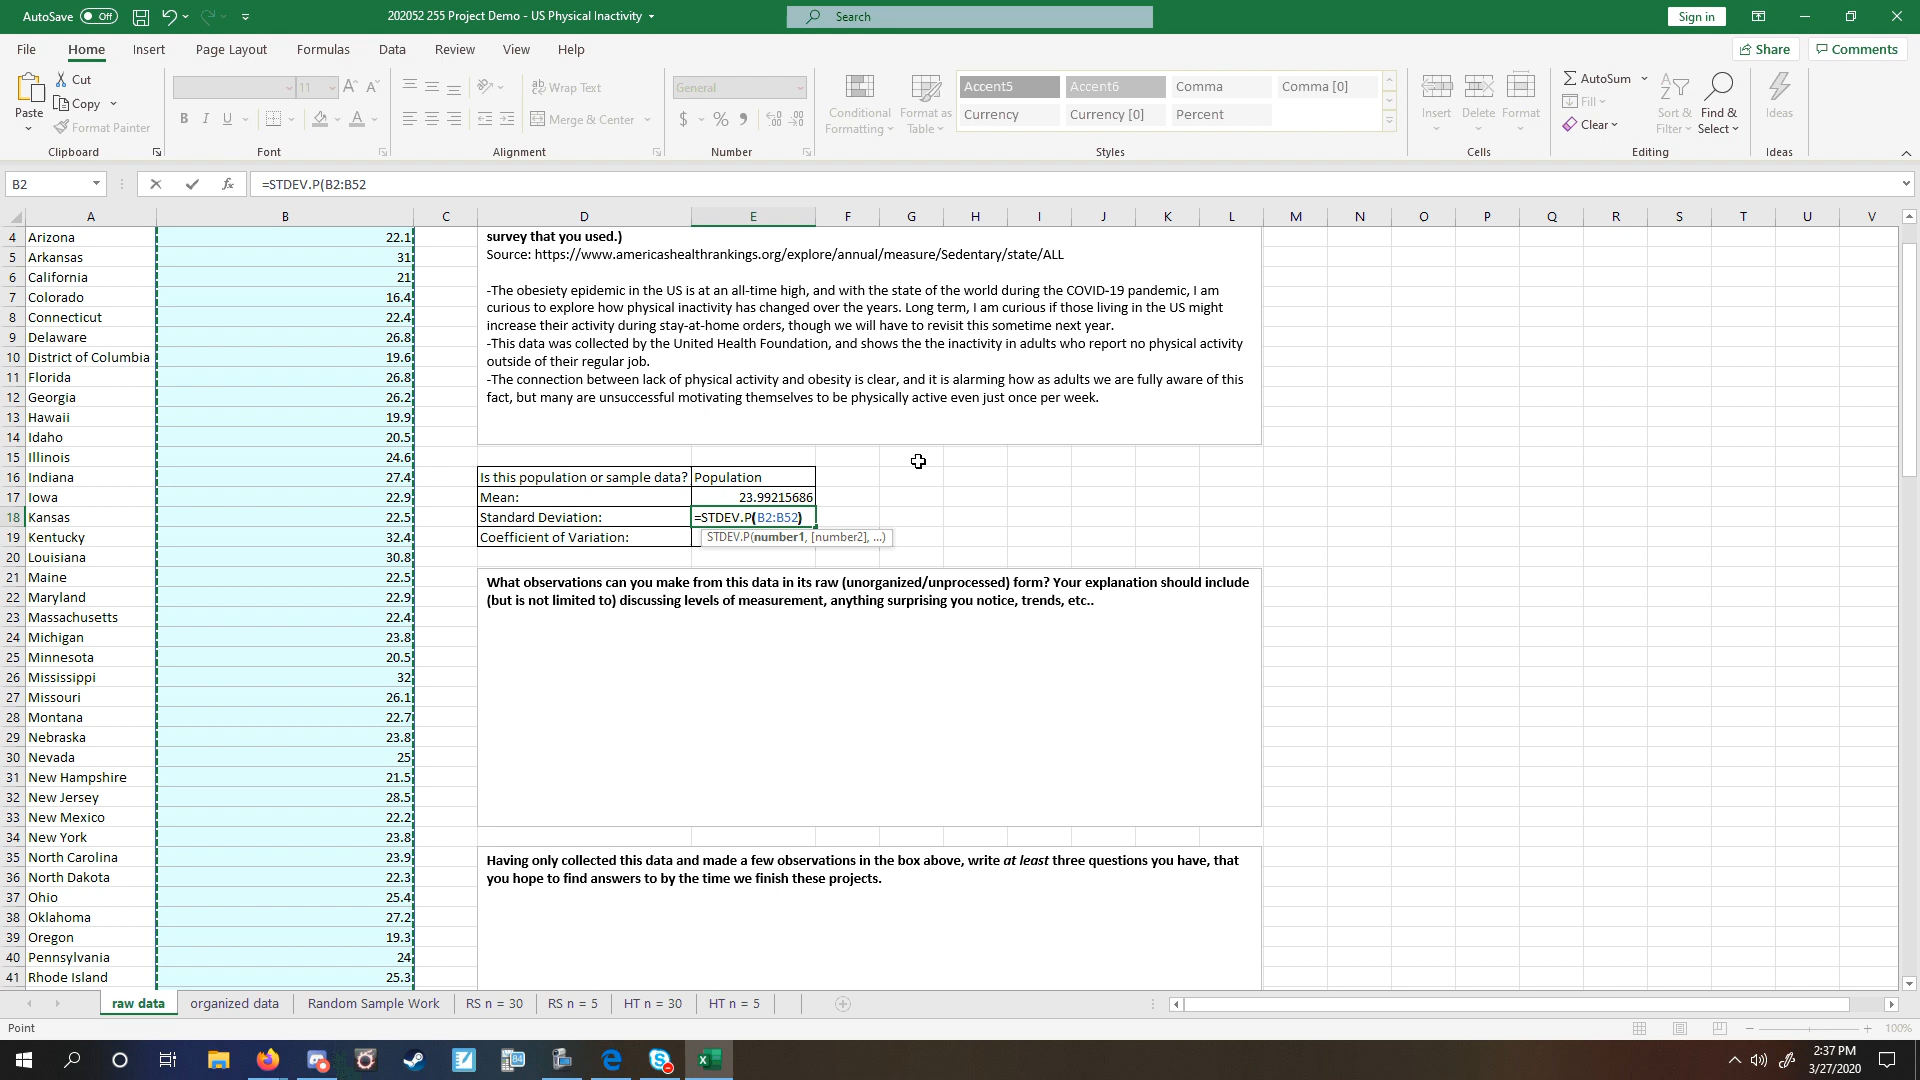 AutoSave Off 202052 255 Project Demo - US Physical Inactivity Search Sign in
File Home Insert Page Layout Formulas Data Review View Help Share Comments
Paste Cut Copy Format Painter
11 Wrap Text Merge & Center
General $ % 9
Conditional Formatting Format as Table
Accent5 Accent6 Comma Comma [0]
Currency Currency [0] Percent
Insert Delete Format
AutoSum Fill Clear Sort & Filter Find & Select Ideas
Clipboard Font Alignment Number Styles Cells Editing Ideas
B2 fx =STDEV.P(B2:B52
A B C D E F G H I J K L M N O P Q R S T U V
4 Arizona 22.1
5 Arkansas 31
6 California 21
7 Colorado 16.4
8 Connecticut 22.4
9 Delaware 26.8
10 District of Columbia 19.6
11 Florida 26.8
12 Georgia 26.2
13 Hawaii 19.9
14 Idaho 20.5
15 Illinois 24.6
16 Indiana 27.4
17 Iowa 22.9
18 Kansas 22.5
19 Kentucky 32.4
20 Louisiana 30.8
21 Maine 22.5
22 Maryland 22.9
23 Massachusetts 22.4
24 Michigan 23.8
25 Minnesota 20.5
26 Mississippi 32
27 Missouri 26.1
28 Montana 22.7
29 Nebraska 23.8
30 Nevada 25
31 New Hampshire 21.5
32 New Jersey 28.5
33 New Mexico 22.2
34 New York 23.8
35 North Carolina 23.9
36 North Dakota 22.3
37 Ohio 25.4
38 Oklahoma 27.2
39 Oregon 19.3
40 Pennsylvania 24
41 Rhode Island 25.3
survey that you used.)
Source: https://www.americashealthrankings.org/explore/annual/measure/Sedentary/state/ALL
-The obesiety epidemic in the US is at an all-time high, and with the state of the world during the COVID-19 pandemic, I am
curious to explore how physical inactivity has changed over the years. Long term, I am curious if those living in the US might
increase their activity during stay-at-home orders, though we will have to revisit this sometime next year.
-This data was collected by the United Health Foundation, and shows the the inactivity in adults who report no physical activity
outside of their regular job.
-The connection between lack of physical activity and obesity is clear, and it is alarming how as adults we are fully aware of this
fact, but many are unsuccessful motivating themselves to be physically active even just once per week.
Is this population or sample data? Population
Mean: 23.99215686
Standard Deviation: =STDEV.P(B2:B52)
Coefficient of Variation: STDEV.P(number1, [number2], ...)
What observations can you make from this data in its raw (unorganized/unprocessed) form? Your explanation should include
(but is not limited to) discussing levels of measurement, anything surprising you notice, trends, etc..
Having only collected this data and made a few observations in the box above, write at least three questions you have, that
you hope to find answers to by the time we finish these projects.
raw data organized data Random Sample Work RS n = 30 RS n = 5 HT n = 30 HT n = 5
Point 100%
84
2:37 PM
3/27/2020